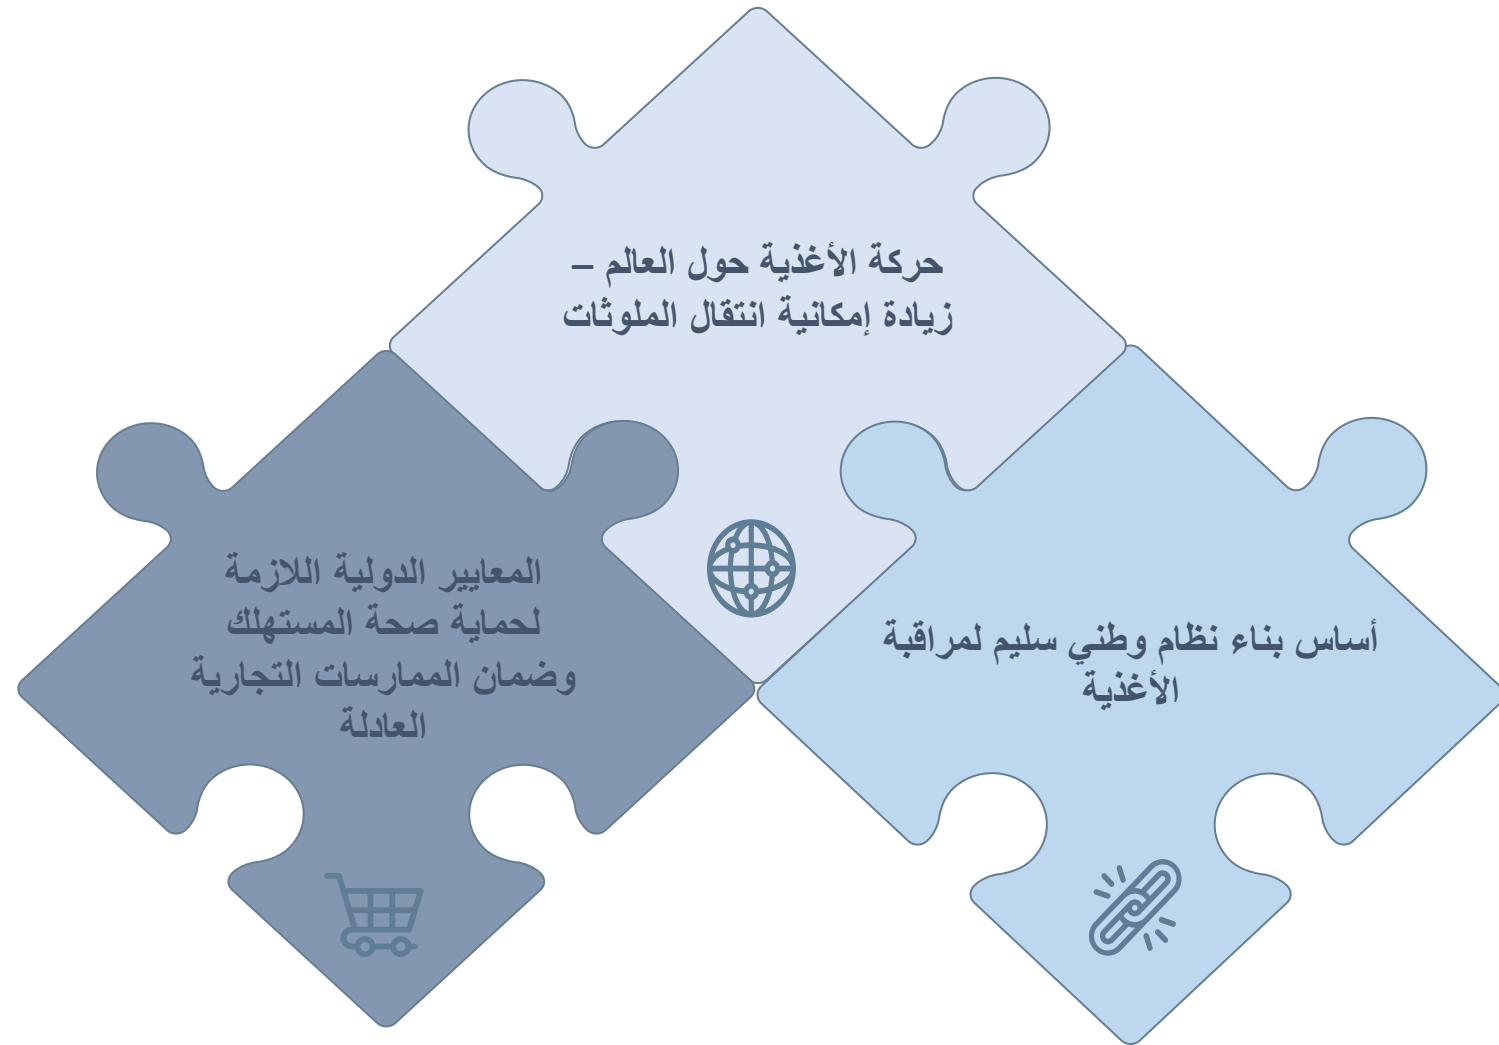 حركة الأغذية حول العالم –
زيادة إمكانية انتقال الملوثات
أساس بناء نظام وطني سليم لمراقبة
الأغذية
المعايير الدولية اللازمة
لحماية صحة المستهلك
وضمان الممارسات التجارية
العادلة